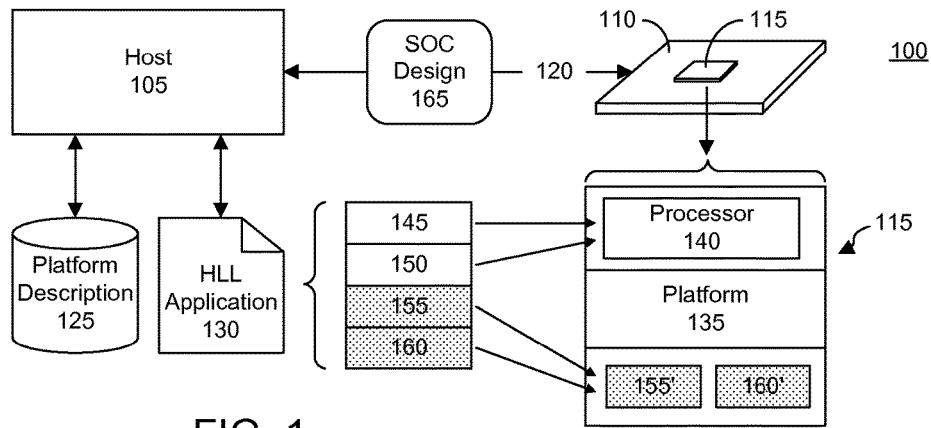 Host
105
SOC
Design
165
120
110
115
100
Platform
Description
125
HLL
Application
130
145
150
155
160
Processor
140
115
Platform
135
155'
160'
FIG. 1